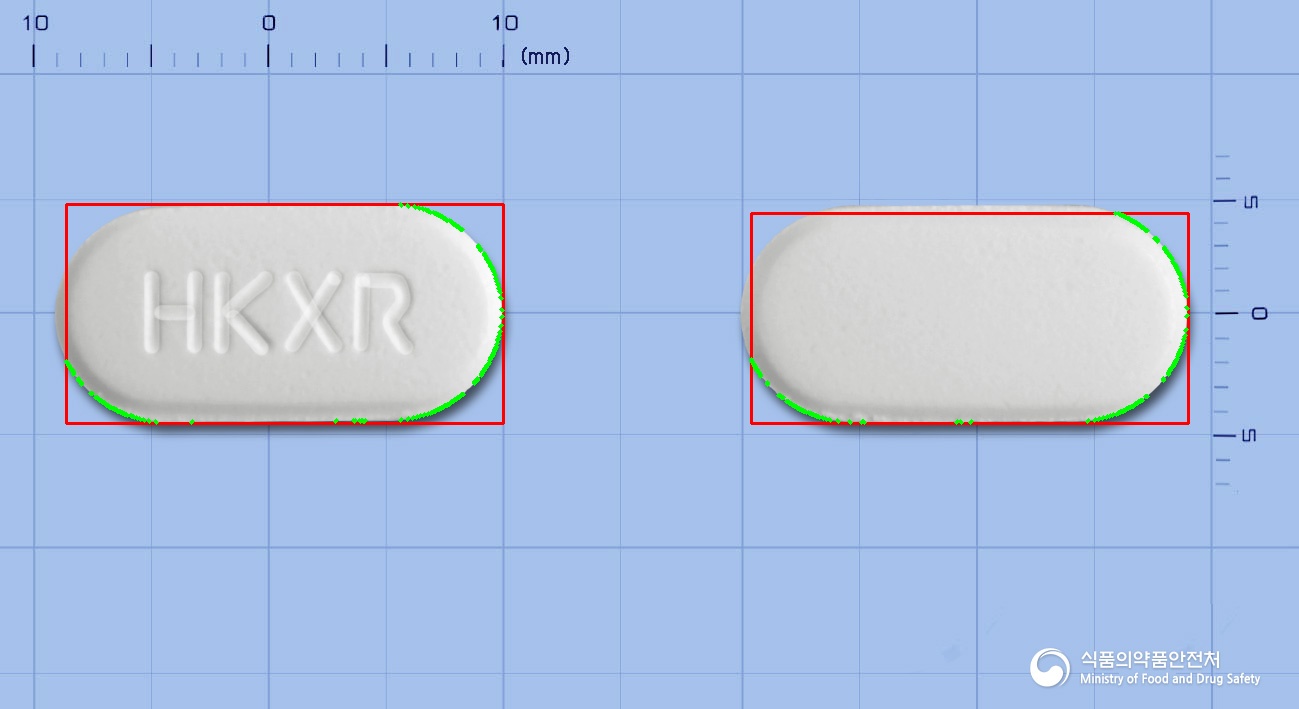 10 0 10
(mm)
HKXR
5
0
5
식품의약품안전처
Ministry of Food and Drug Safety